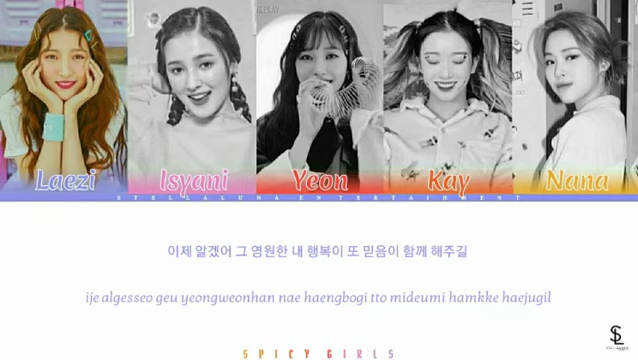 Laezi Isyani Yeon Kay Nana
STELLALUNA ENTERTAINMENT
이제 알겠어 그 영원한 내 행복이 또 믿음이 함께 해주길
ije algesseo geu yeongweonhan nae haengbogi tto mideumi hamkke haejugil
SPICY GIRLS
SL